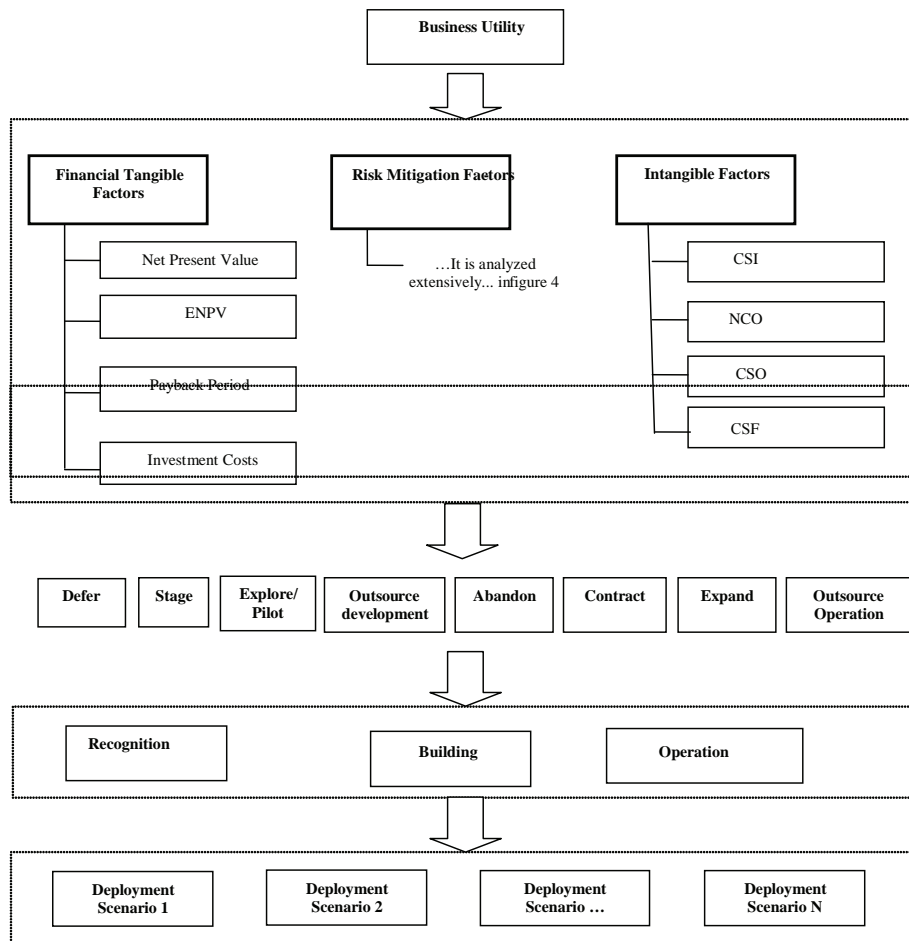 Business Utility
Financial Tangible
Factors
Risk Mitigation Faetors
Intangible Factors
Net Present Value
ENPV
Payback Period
Investment Costs
…It is analyzed
extensively... infigure 4
CSI
NCO
CSO
CSF
Defer
Stage
Explore/
Pilot
Outsource
development
Abandon
Contract
Expand
Outsource
Operation
Recognition
Building
Operation
Deployment
Scenario 1
Deployment
Scenario 2
Deployment
Scenario …
Deployment
Scenario N